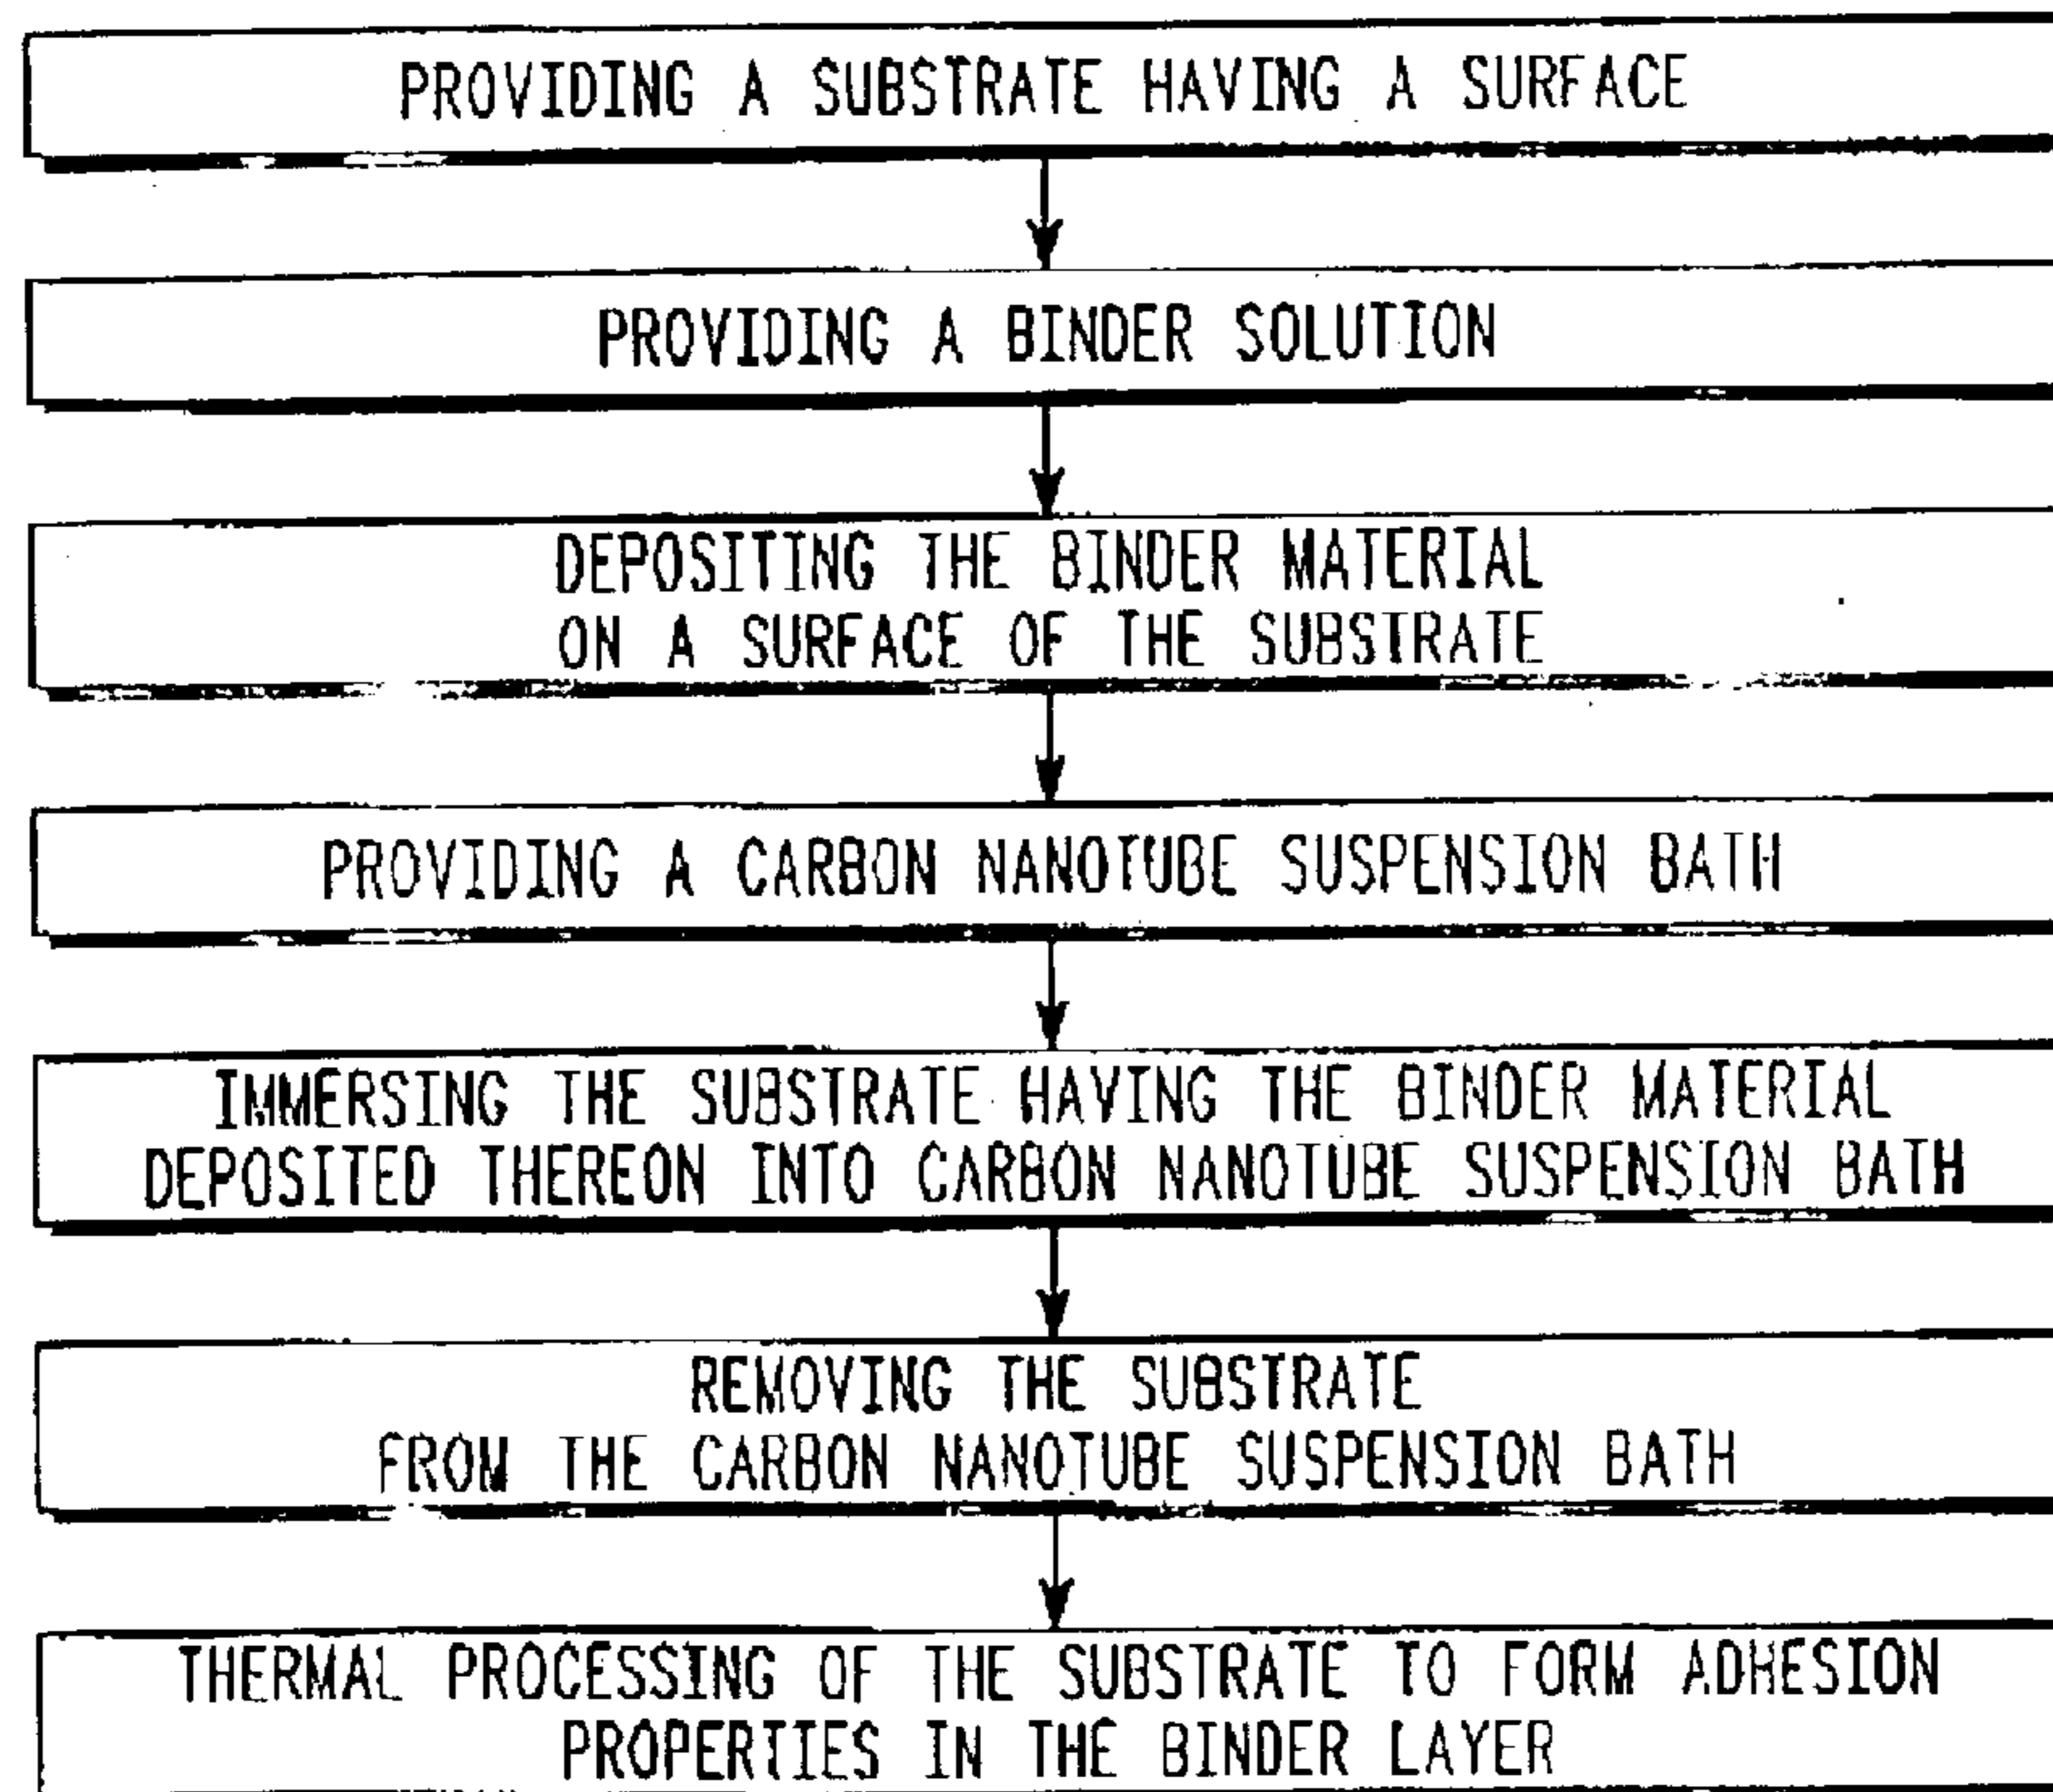 PROVIDING A SUBSTRATE HAVING A SURFACE
PROVIDING A BINDER SOLUTION
DEPOSITING THE BINDER MATERIAL
ON A SURFACE OF THE SUBSTRATE
PROVIDING A CARBON NANOTUBE SUSPENSION BATH
IMMERSING THE SUBSTRATE HAVING THE BINDER MATERIAL
DEPOSITED THEREON INTO CARBON NANOTUBE SUSPENSION BATH
REMOVING THE SUBSTRATE
FROM THE CARBON NANOTUBE SUSPENSION BATH
THERMAL PROCESSING OF THE SUBSTRATE TO FORM ADHESION
PROPERTIES IN THE BINDER LAYER